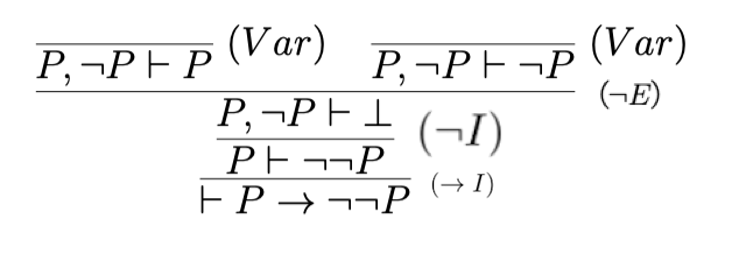 P, ¬P ⊢ P (Var) P, ¬P ⊢ ¬P (Var)
P, ¬P ⊢ ⊥ (¬E)
P ⊢ ¬¬P (¬I)
⊢ P → ¬¬P (→ I)